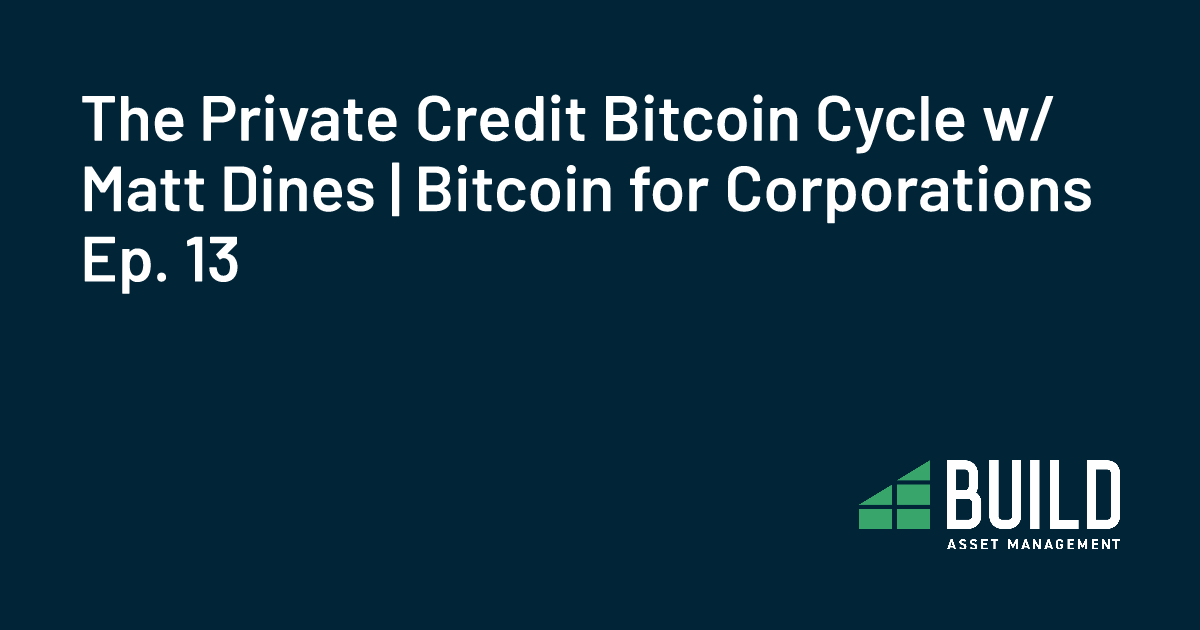 The Private Credit Bitcoin Cycle w/
Matt Dines | Bitcoin for Corporations
Ep. 13
BUILD
ASSET MANAGEMENT